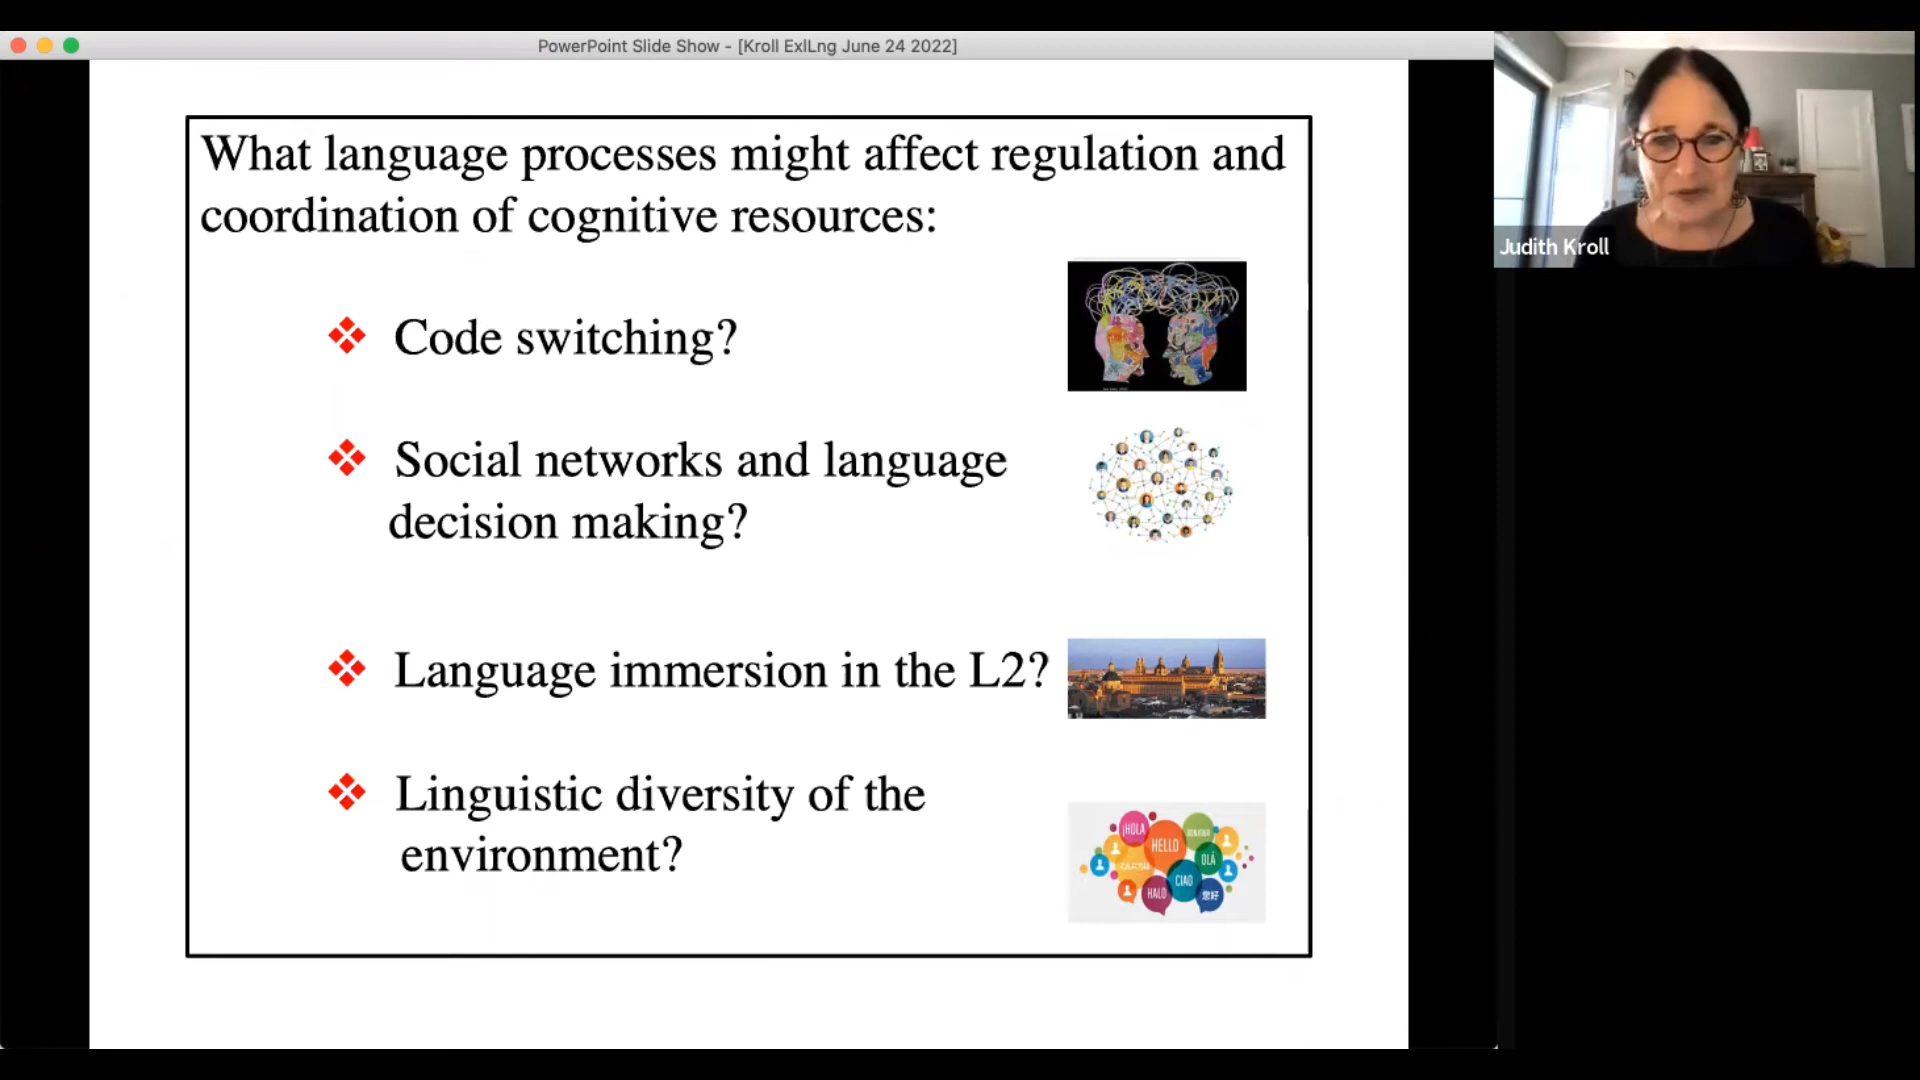 PowerPoint Slide Show - [Kroll ExlLng June 24 2022]
What language processes might affect regulation and
coordination of cognitive resources:
Code switching?
Social networks and language
decision making?
Language immersion in the L2?
Linguistic diversity of the
environment?
¡HOLA
HELLO
BONJOUR
OLÁ
CIAO
HALO
您好
Judith Kroll